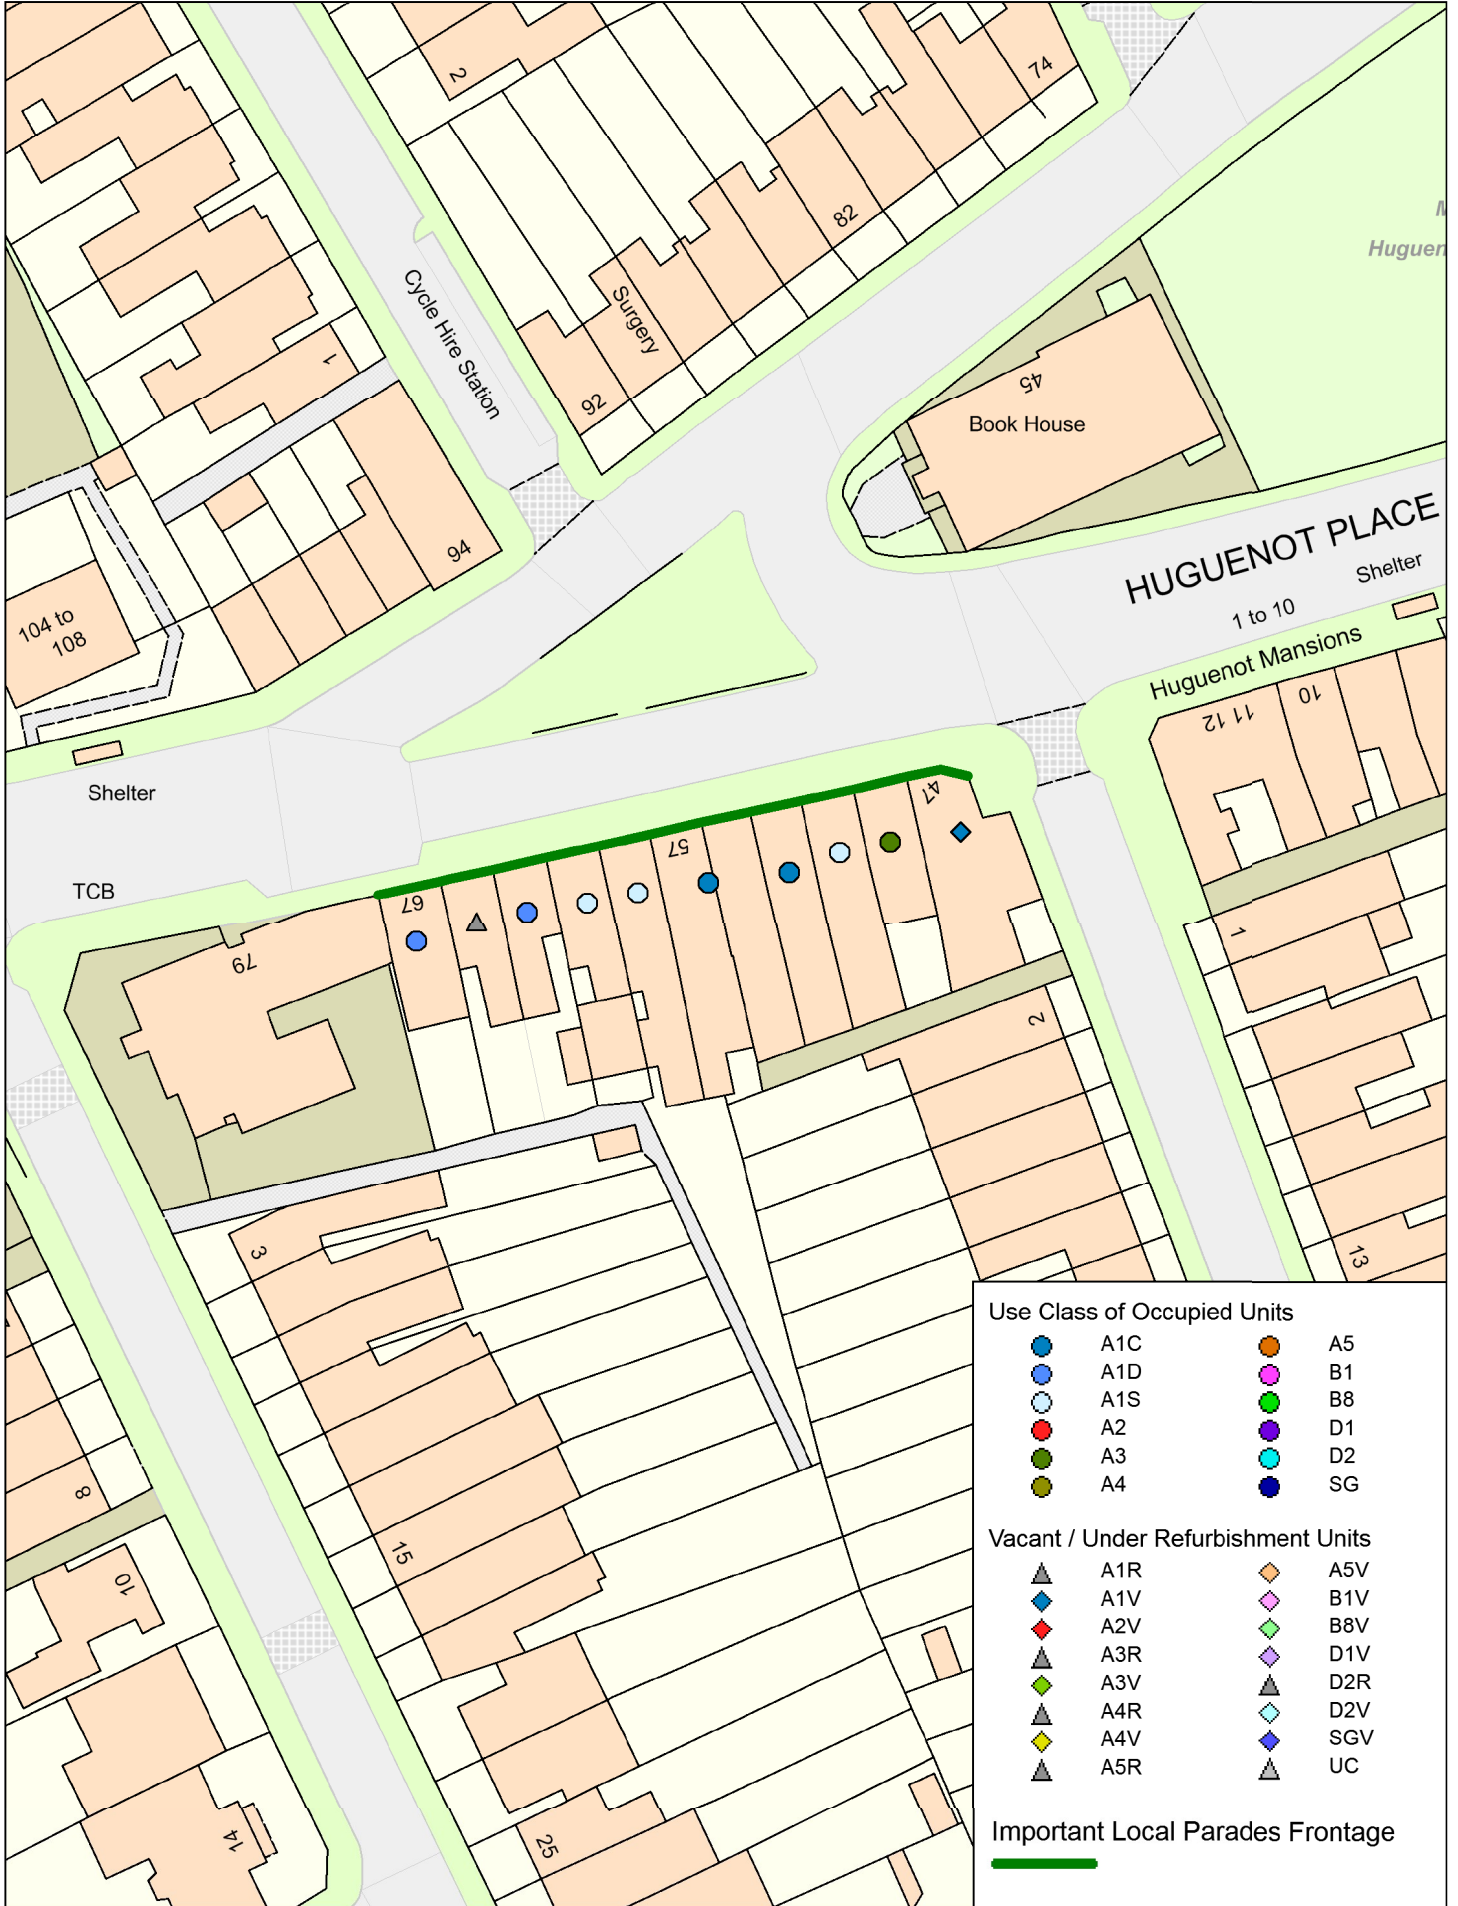 2
74
82
Surgery
92
Cycle Hire Station
1
94
104 to
108
Shelter
TCB
45
Book House
Huguen
HUGUENOT PLACE
Shelter
1 to 10
Huguenot Mansions
11 12
10
47
57
67
79
1
2
3
13
8
10
15
14
25
Use Class of Occupied Units
A1C
A1D
A1S
A2
A3
A4
A5
B1
B8
D1
D2
SG
Vacant / Under Refurbishment Units
A1R
A1V
A2V
A3R
A3V
A4R
A4V
A5R
A5V
B1V
B8V
D1V
D2R
D2V
SGV
UC
Important Local Parades Frontage